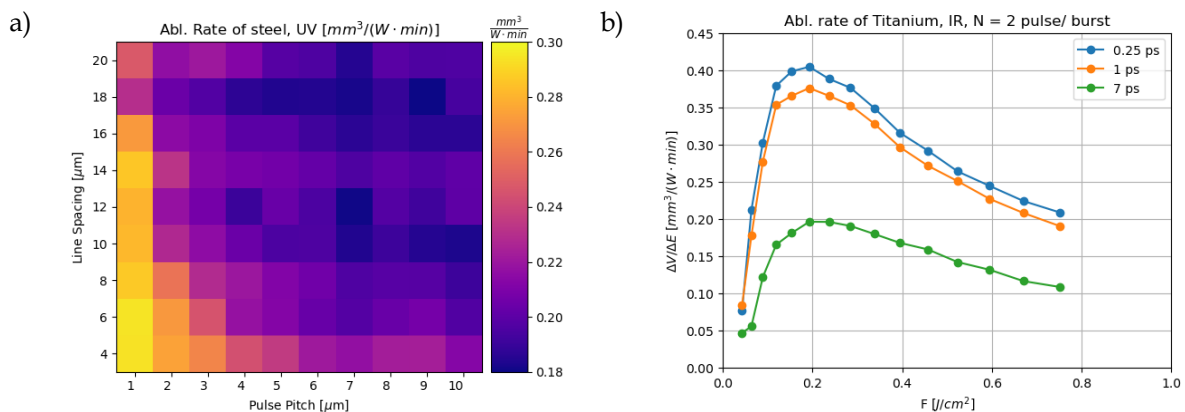 a)
Abl. Rate of steel, UV [mm³/(W · min)]
mm³/W·min
20
18
16
14
12
10
8
6
4
Line Spacing [μm]
1 2 3 4 5 6 7 8 9 10
Pulse Pitch [μm]
0.30
0.28
0.26
0.24
0.22
0.20
0.18
b)
Abl. rate of Titanium, IR, N = 2 pulse/ burst
0.45
0.40
0.35
0.30
0.25
0.20
0.15
0.10
0.05
0.00
ΔV/ΔE [mm³/(W · min)]
0.25 ps
1 ps
7 ps
0.0 0.2 0.4 0.6 0.8 1.0
F [J/cm²]